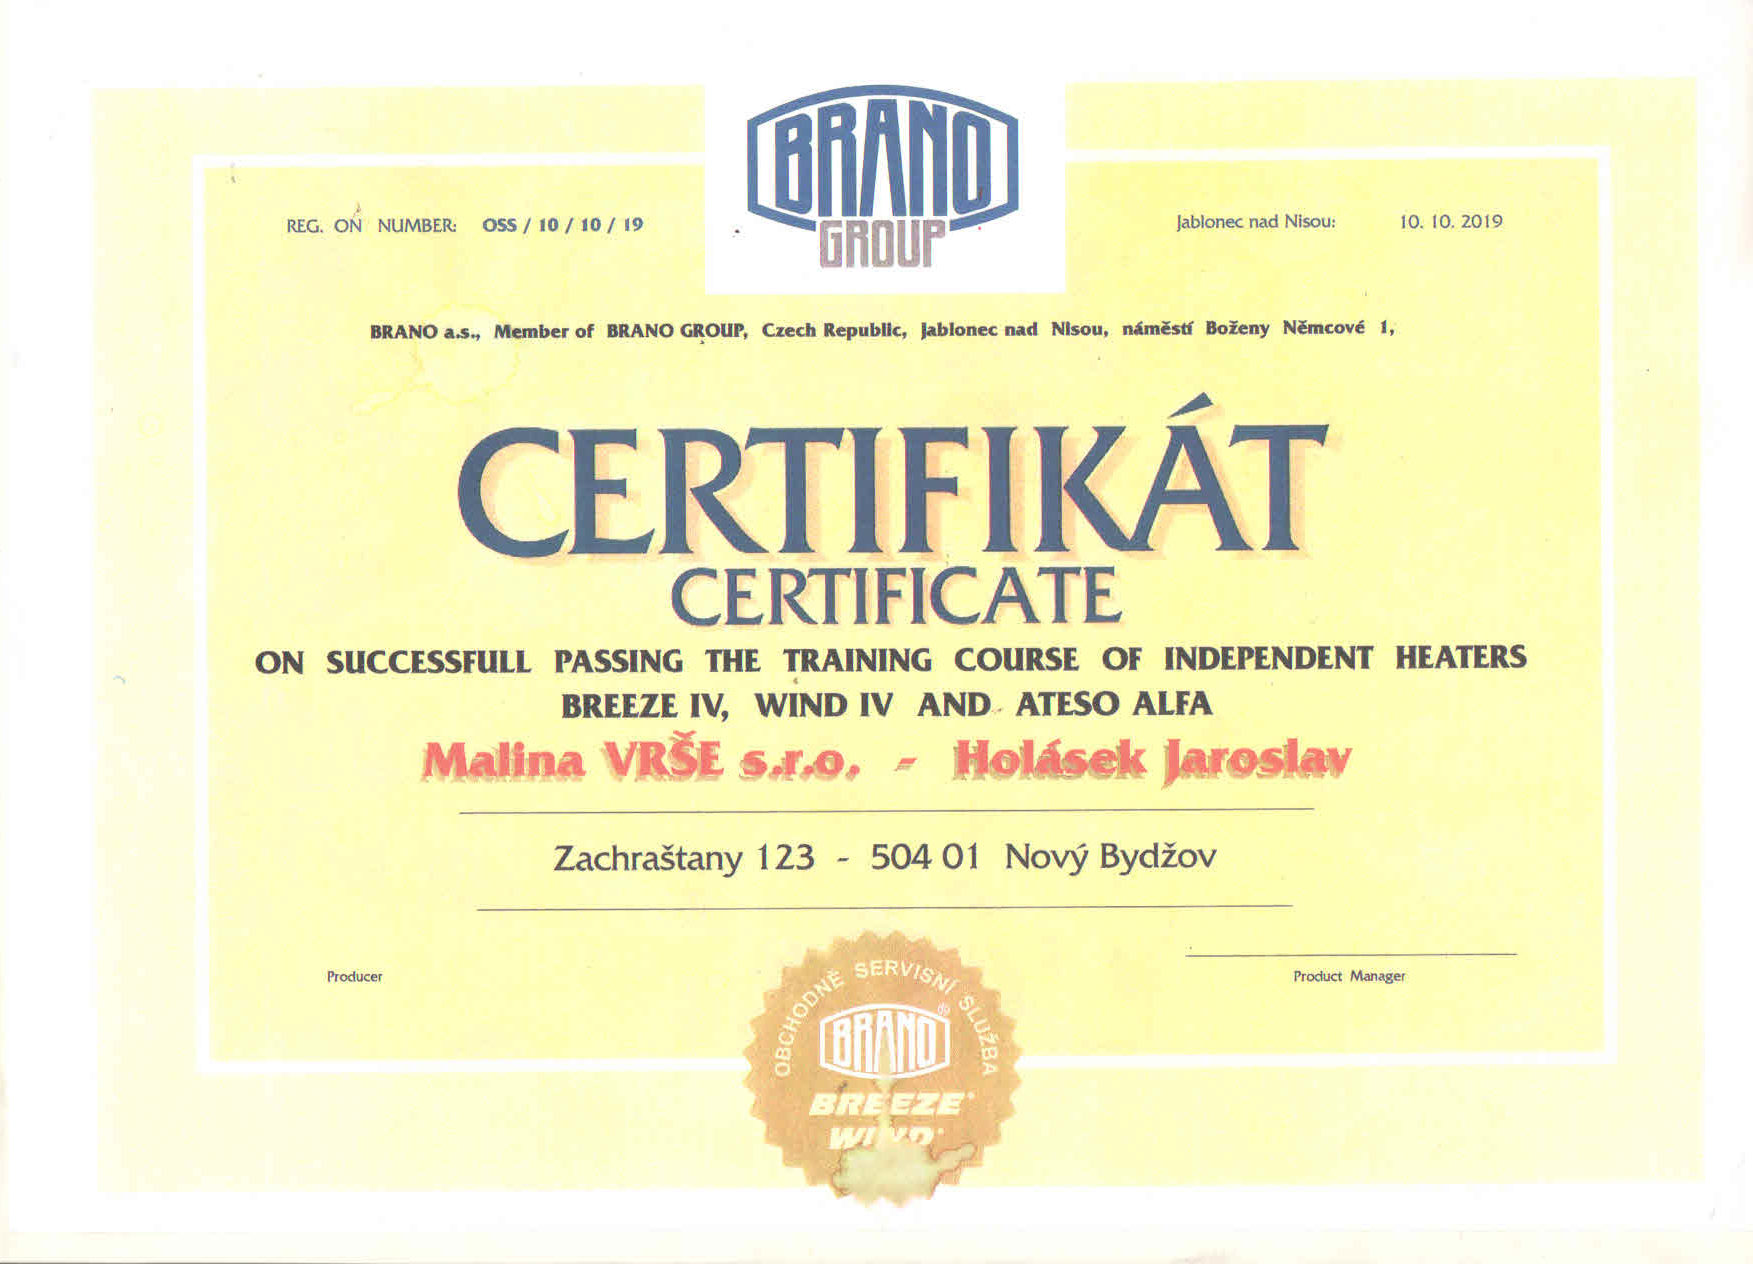 BRANO
GROUP
REG. ON NUMBER: OSS / 10 / 10 / 19
Jablonec nad Nisou: 10. 10. 2019
BRANO a.s., Member of BRANO GROUP, Czech Republic, Jablonec nad Nisou, náměstí Boženy Němcové 1,
CERTIFIKÁT
CERTIFICATE
ON SUCCESSFULL PASSING THE TRAINING COURSE OF INDEPENDENT HEATERS
BREEZE IV, WIND IV AND ATESO ALFA
Malina VRŠE s.r.o. - Holásek Jaroslav
Zachraštany 123 - 504 01 Nový Bydžov
Producer
Product Manager
OBCHODNĚ SERVISNÍ SLUŽBA
BRANO®
BREEZE®
WIND®